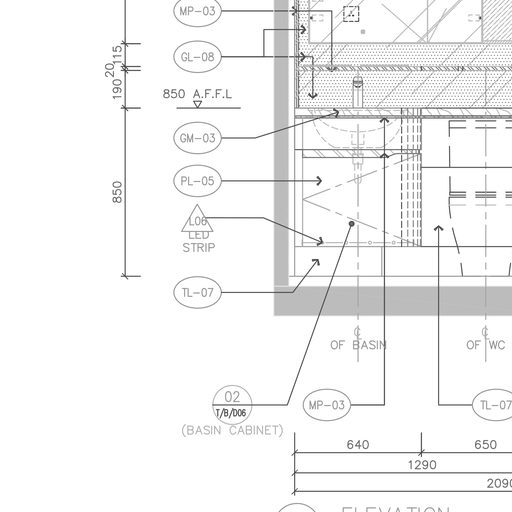 MP-03
115
GL-08
20
190
850 A.F.F.L
GM-03
PL-05
850
L06
LED
STRIP
TL-07
℄
OF BASIN
℄
OF WC
02
T/B/D06
MP-03
TL-07
(BASIN CABINET)
640
650
1290
2090
ELEVATION